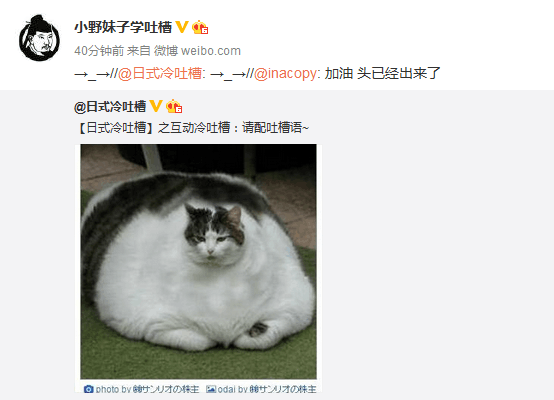 小野妹子学吐槽
40分钟前 来自 微博 weibo.com
→_→//@日式冷吐槽: →_→//@inacopy: 加油 头已经出来了
@日式冷吐槽
【日式冷吐槽】之互动冷吐槽：请配吐槽语~
photo by ㈱サンリオの株主 odai by ㈱サンリオの株主